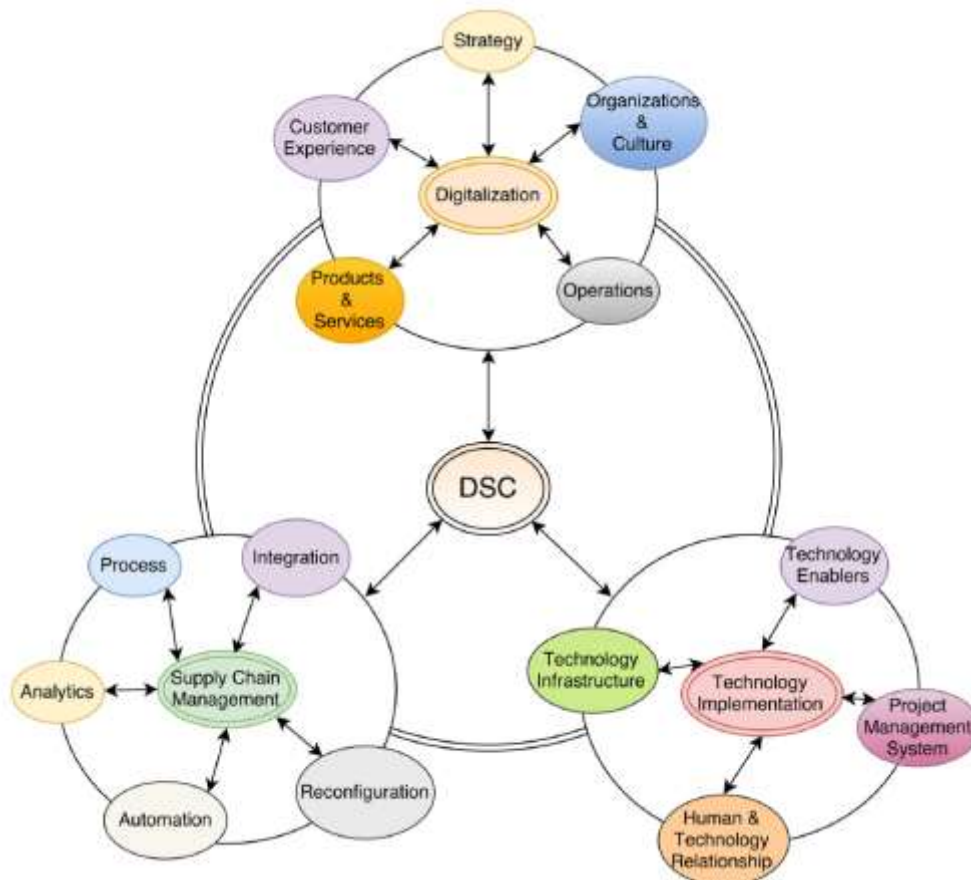 Strategy
Organizations
&
Culture
Customer
Experience
Digitalization
Products
&
Services
Operations
DSC
Process
Integration
Technology
Enablers
Analytics
Supply Chain
Management
Technology
Infrastructure
Technology
Implementation
Project
Management
System
Reconfiguration
Automation
Human &
Technology
Relationship